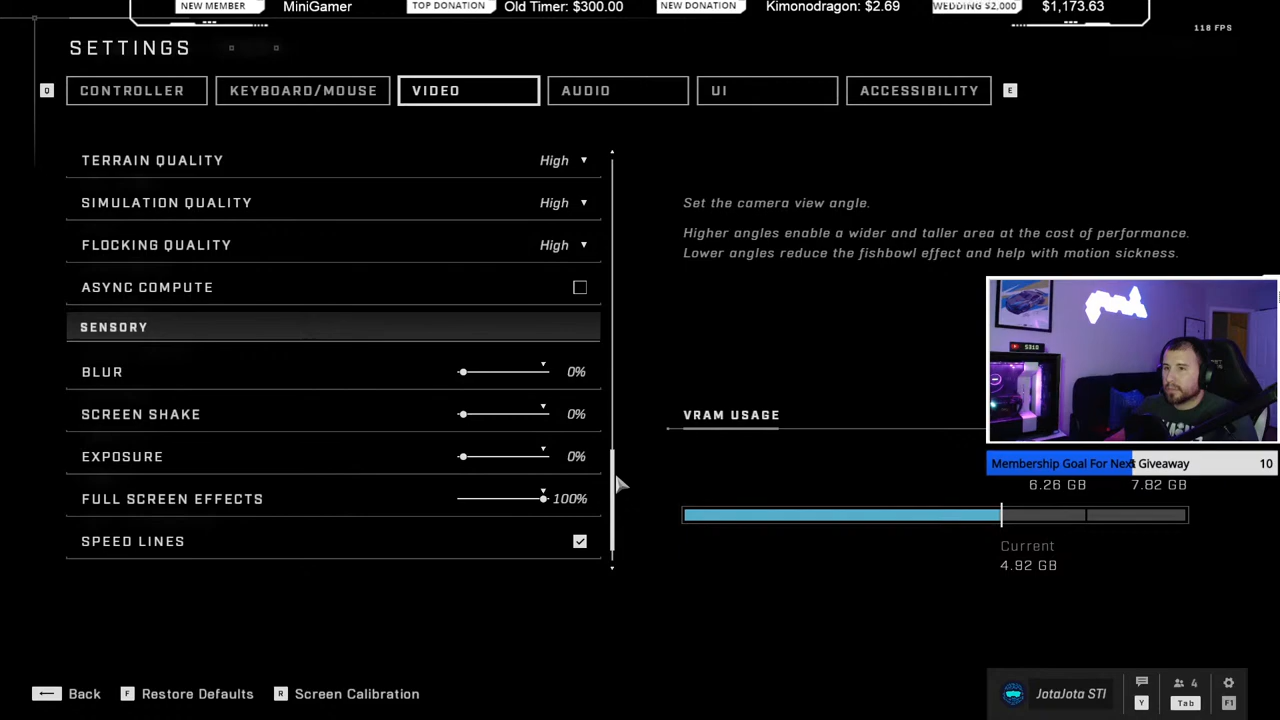 NEW MEMBER MiniGamer TOP DONATION Old Timer: $300.00 NEW DONATION Kimonodragon: $2.69 WEDDING $2,000 $1,173.63
118 FPS
SETTINGS
Q CONTROLLER KEYBOARD/MOUSE VIDEO AUDIO UI ACCESSIBILITY E
TERRAIN QUALITY High
SIMULATION QUALITY High
FLOCKING QUALITY High
ASYNC COMPUTE
SENSORY
BLUR 0%
SCREEN SHAKE 0%
EXPOSURE 0%
FULL SCREEN EFFECTS 100%
SPEED LINES
Set the camera view angle.
Higher angles enable a wider and taller area at the cost of performance.
Lower angles reduce the fishbowl effect and help with motion sickness.
5310
VRAM USAGE
Membership Goal For Next Giveaway 10
6.26 GB 7.82 GB
Current
4.92 GB
Back F Restore Defaults R Screen Calibration
JotaJota STI 4
Y Tab F1